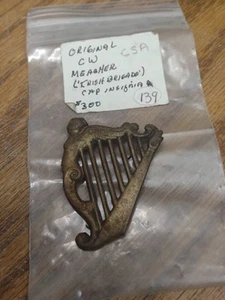 ORIGINAL
CW CSA
MEAGHER
("IRISH BRIGADE")
CAP INSIGNIA
$300 139